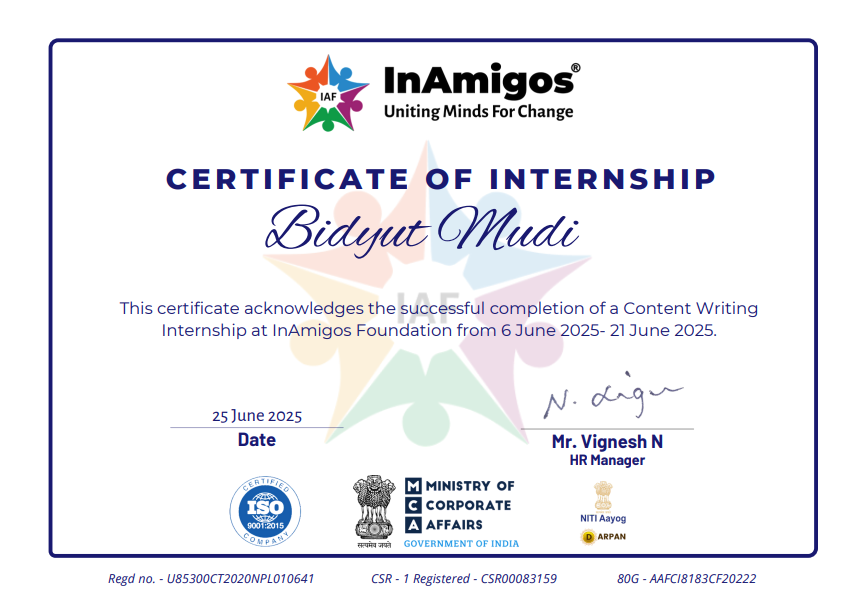 IAF
InAmigos®
Uniting Minds For Change
CERTIFICATE OF INTERNSHIP
Bidyut Mudi
IAF
This certificate acknowledges the successful completion of a Content Writing
Internship at InAmigos Foundation from 6 June 2025- 21 June 2025.
N. Vign
25 June 2025
Date
Mr. Vignesh N
HR Manager
CERTIFIED
ISO
9001:2015
COMPANY
सत्यमेव जयते
MINISTRY OF
CORPORATE
AFFAIRS
GOVERNMENT OF INDIA
NITI Aayog
DARPAN
Regd no. - U85300CT2020NPL010641 CSR - 1 Registered - CSR00083159 80G - AAFCI8183CF20222